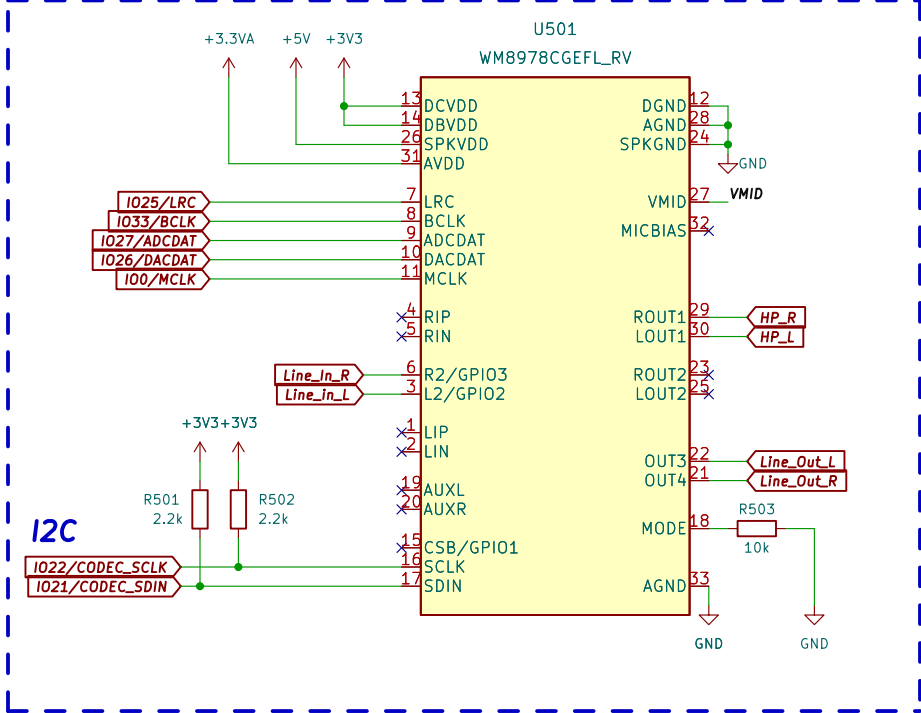 U501
WM8978CGEFL_RV
+3.3VA +5V +3V3
13 DCVDD
14 DBVDD
26 SPKVDD
31 AVDD
DGND 12
AGND 28
SPKGND 24
GND
IO25/LRC 7 LRC
IO33/BCLK 8 BCLK
IO27/ADCDAT 9 ADCDAT
IO26/DACDAT 10 DACDAT
IO0/MCLK 11 MCLK
VMID 27 VMID
MICBIAS 32
4 RIP
5 RIN
ROUT1 29 HP_R
LOUT1 30 HP_L
Line_In_R 6 R2/GPIO3
Line_in_L 3 L2/GPIO2
ROUT2 23
LOUT2 25
1 LIP
2 LIN
+3V3 +3V3
OUT3 22 Line_Out_L
OUT4 21 Line_Out_R
19 AUXL
20 AUXR
R501
2.2k
R502
2.2k
MODE 18
R503
10k
I2C
15 CSB/GPIO1
IO22/CODEC_SCLK 16 SCLK
IO21/CODEC_SDIN 17 SDIN
AGND 33
GND
GND